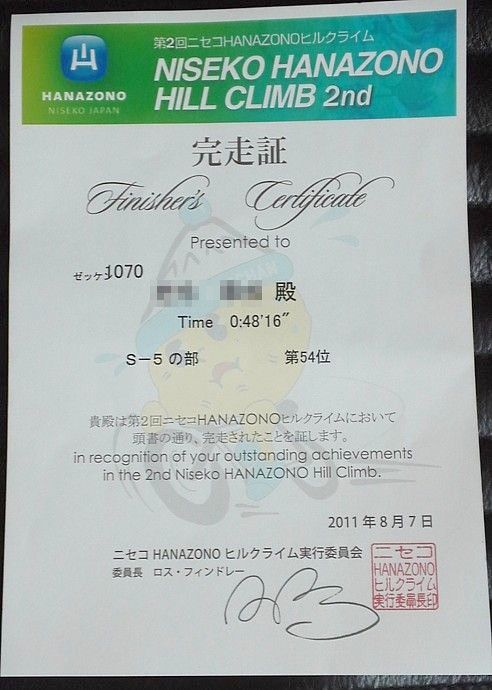 第2回ニセコHANAZONOヒルクライム
NISEKO HANAZONO
HILL CLIMB 2nd
HANAZONO
NISEKO JAPAN
完走証
Finisher's Certificate
Presented to
ゼッケン1070
殿
Time 0:48'16"
S－5の部 第54位
貴殿は第2回ニセコHANAZONOヒルクライムにおいて
頭書の通り、完走されたことを証します。
in recognition of your outstanding achievements
in the 2nd Niseko HANAZONO Hill Climb.
2011年8月7日
ニセコ HANAZONO ヒルクライム実行委員会
委員長 ロス・フィンドレー
ニセコ
HANAZONO
ヒルクライム
実行委員長印